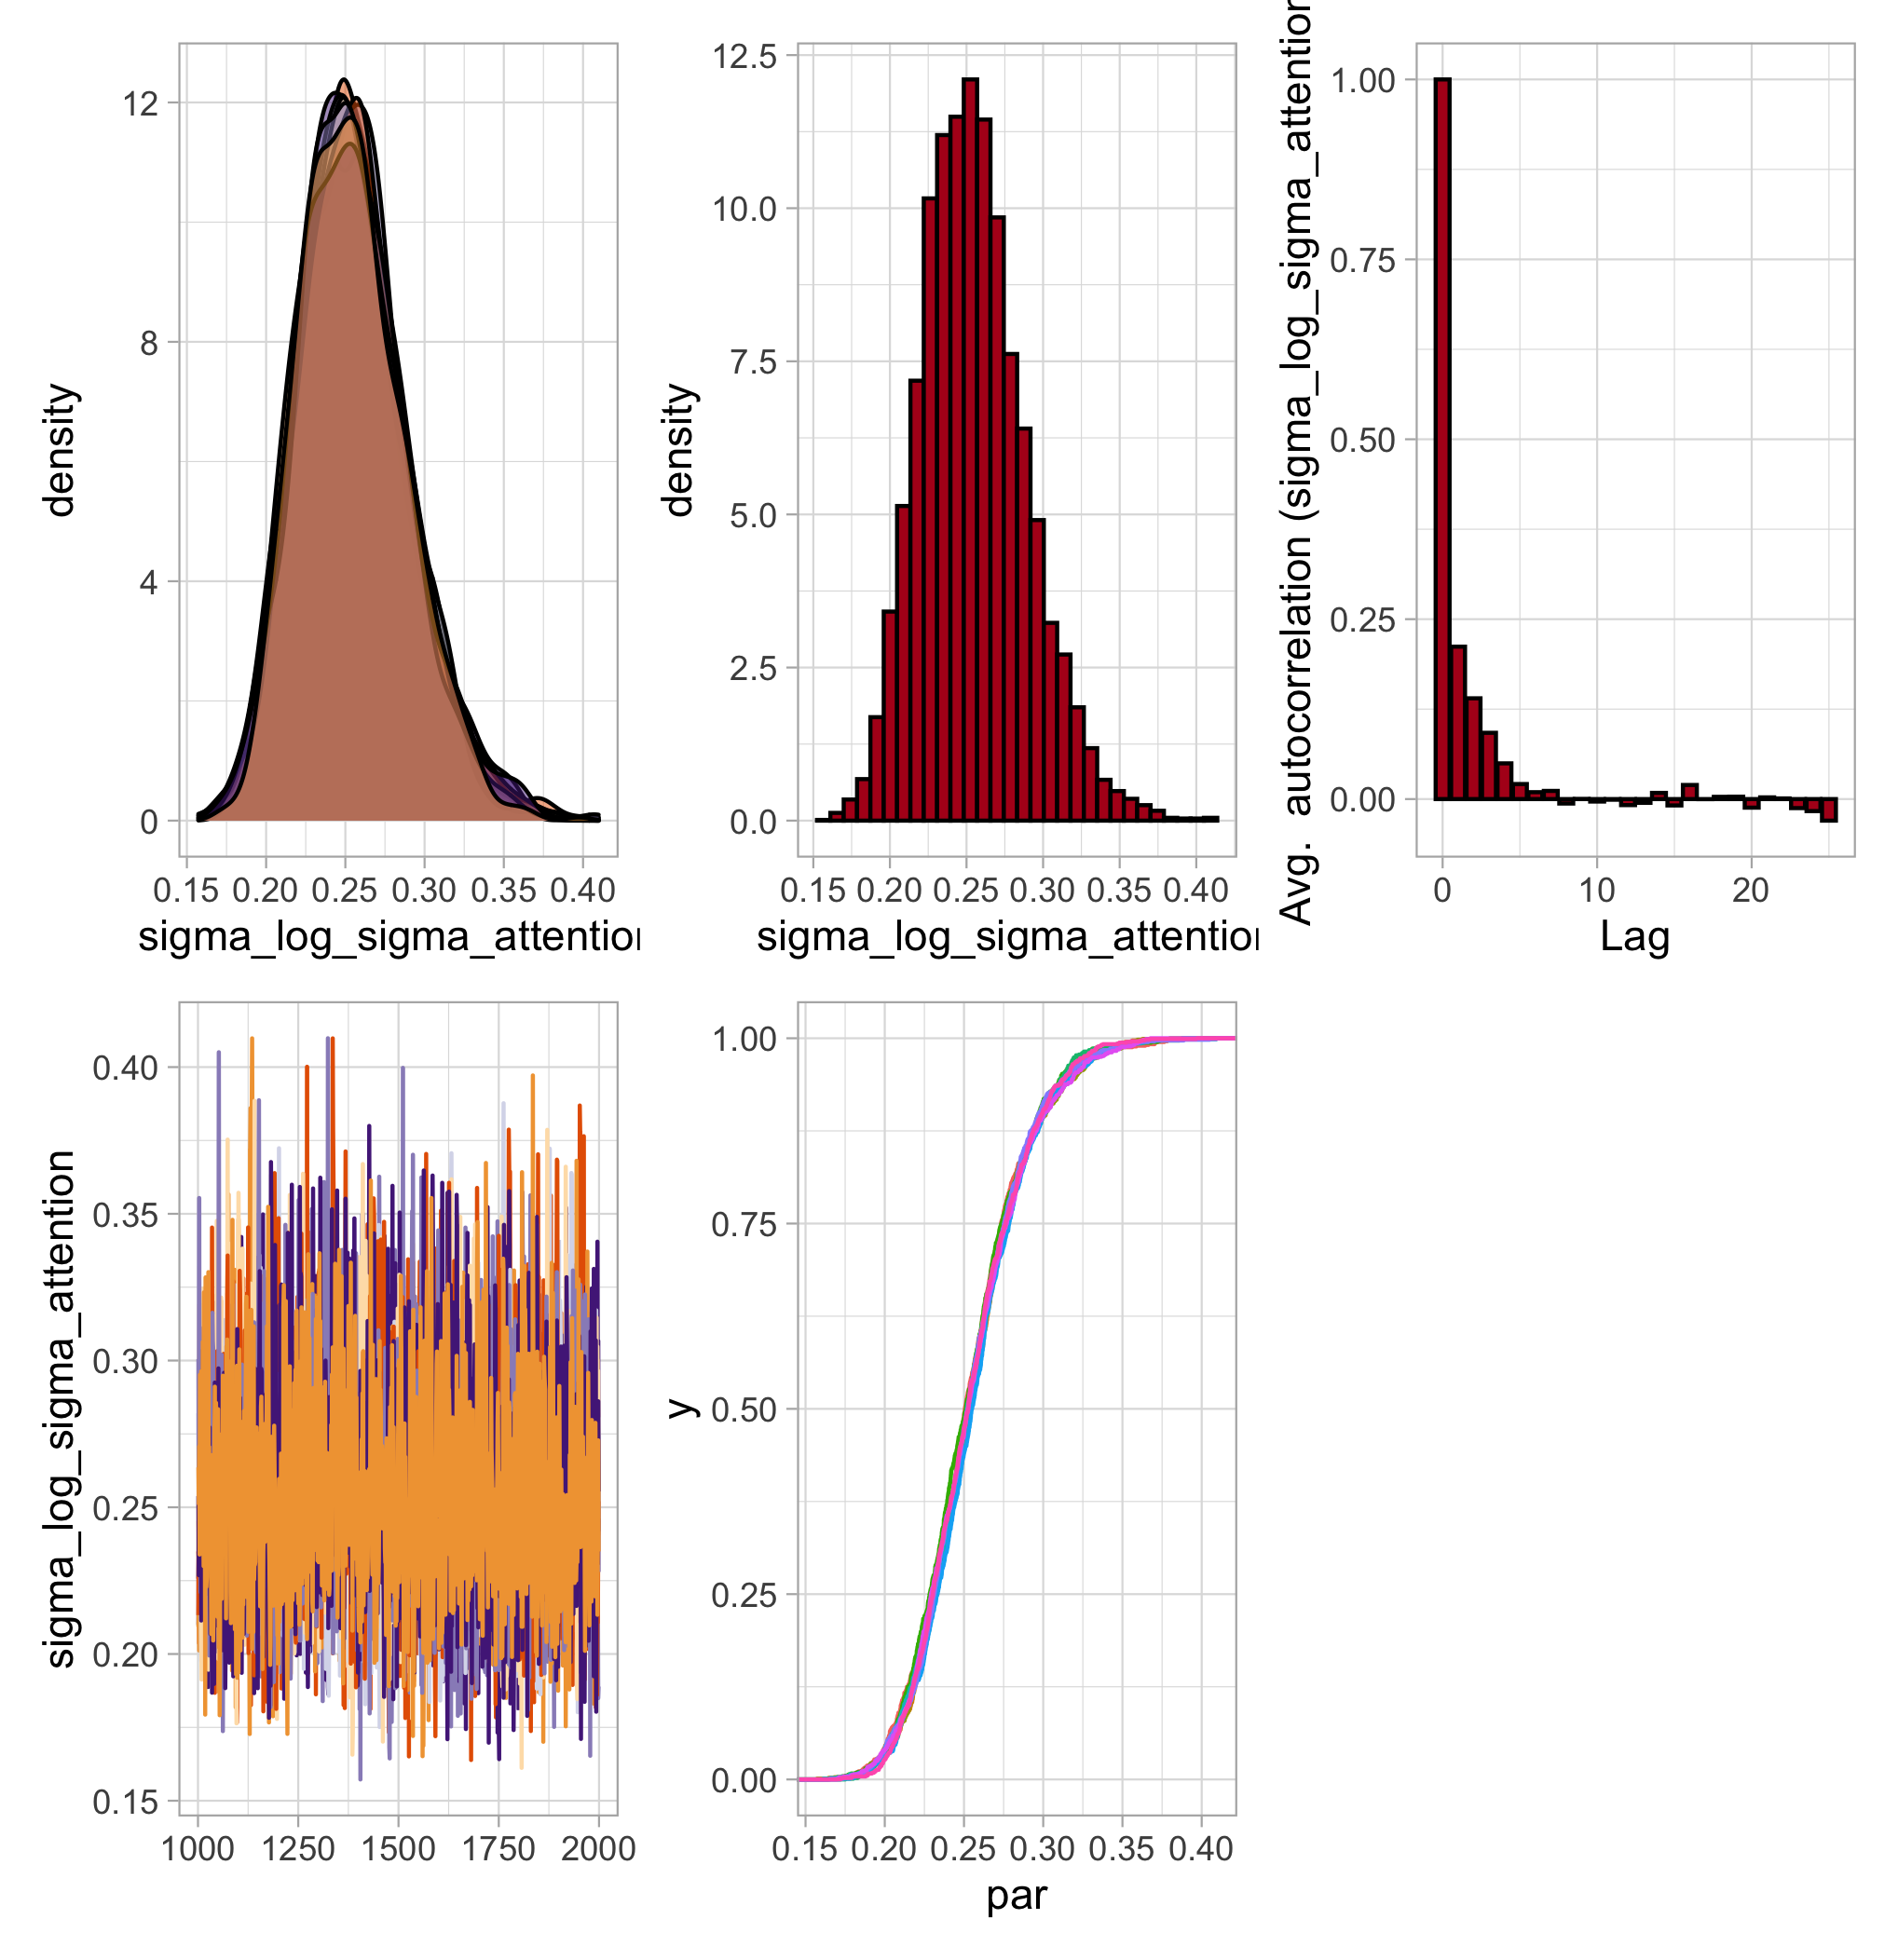 density
12
8
4
0
0.15 0.20 0.25 0.30 0.35 0.40
sigma_log_sigma_attention
density
12.5
10.0
7.5
5.0
2.5
0.0
0.15 0.20 0.25 0.30 0.35 0.40
sigma_log_sigma_attention
Avg. autocorrelation (sigma_log_sigma_attention
1.00
0.75
0.50
0.25
0.00
0 10 20
Lag
sigma_log_sigma_attention
0.40
0.35
0.30
0.25
0.20
0.15
1000 1250 1500 1750 2000
y
1.00
0.75
0.50
0.25
0.00
0.15 0.20 0.25 0.30 0.35 0.40
par